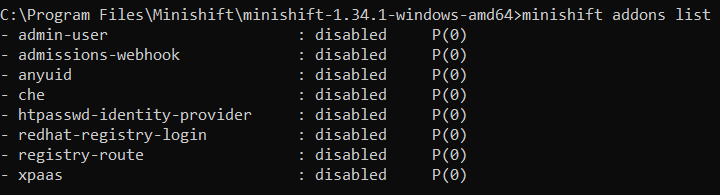 C:\Program Files\Minishift\minishift-1.34.1-windows-amd64>minishift addons list
- admin-user : disabled P(0)
- admissions-webhook : disabled P(0)
- anyuid : disabled P(0)
- che : disabled P(0)
- htpasswd-identity-provider : disabled P(0)
- redhat-registry-login : disabled P(0)
- registry-route : disabled P(0)
- xpaas : disabled P(0)